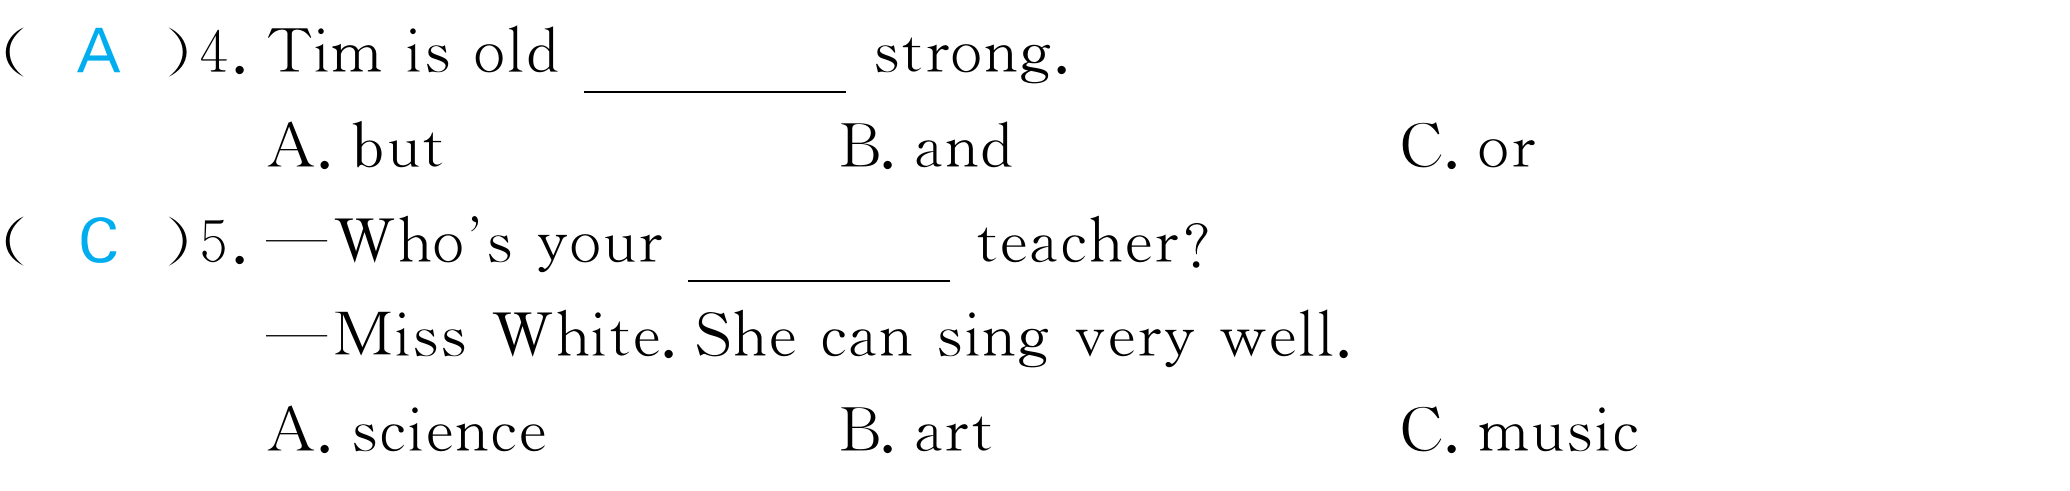 ( A )4. Tim is old ________ strong.
A. but B. and C. or
( C )5. —Who's your ________ teacher?
—Miss White. She can sing very well.
A. science B. art C. music